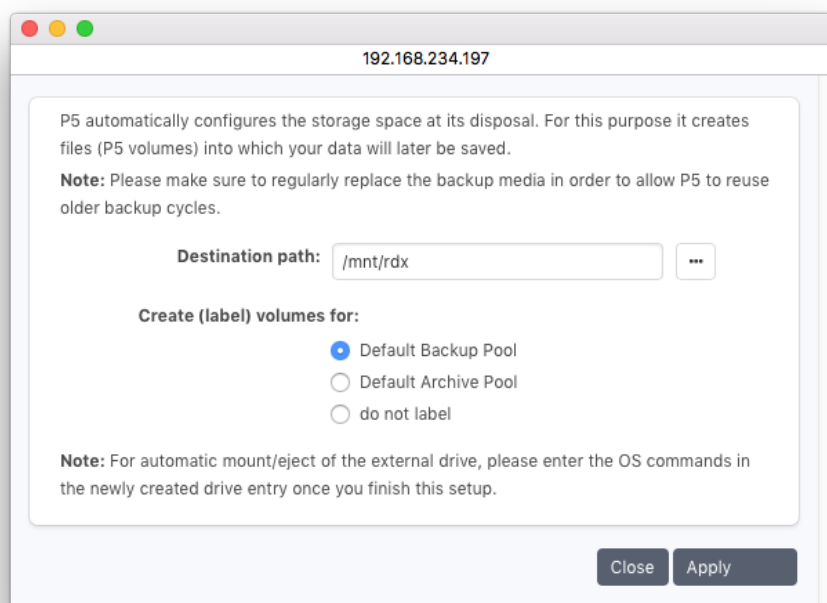 192.168.234.197
P5 automatically configures the storage space at its disposal. For this purpose it creates
files (P5 volumes) into which your data will later be saved.
Note: Please make sure to regularly replace the backup media in order to allow P5 to reuse
older backup cycles.
Destination path: /mnt/rdx ...
Create (label) volumes for:
Default Backup Pool
Default Archive Pool
do not label
Note: For automatic mount/eject of the external drive, please enter the OS commands in
the newly created drive entry once you finish this setup.
Close Apply